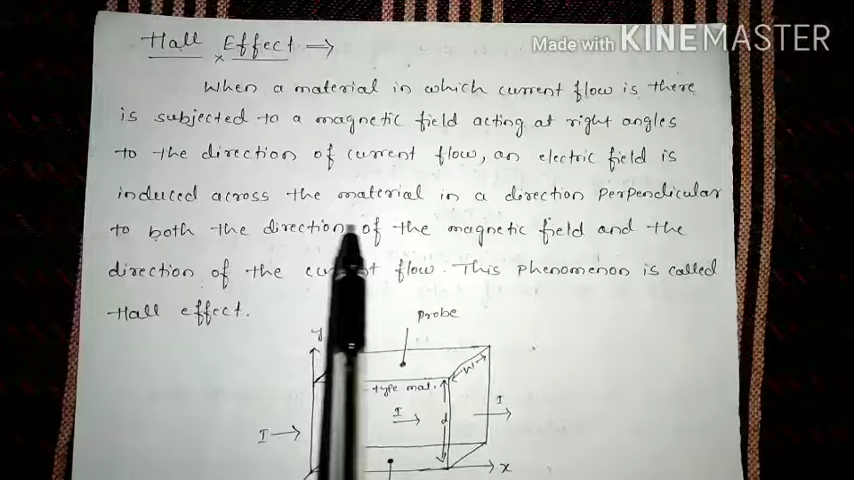 Hall Effect →
Made with KINEMASTER
When a material in which current flow is there
is subjected to a magnetic field acting at right angles
to the direction of current flow, an electric field is
induced across the material in a direction perpendicular
to both the direction of the magnetic field and the
direction of the flow. This phenomenon is called
Hall effect.
Probe
y
W
type mat.
I
I
d
I
x